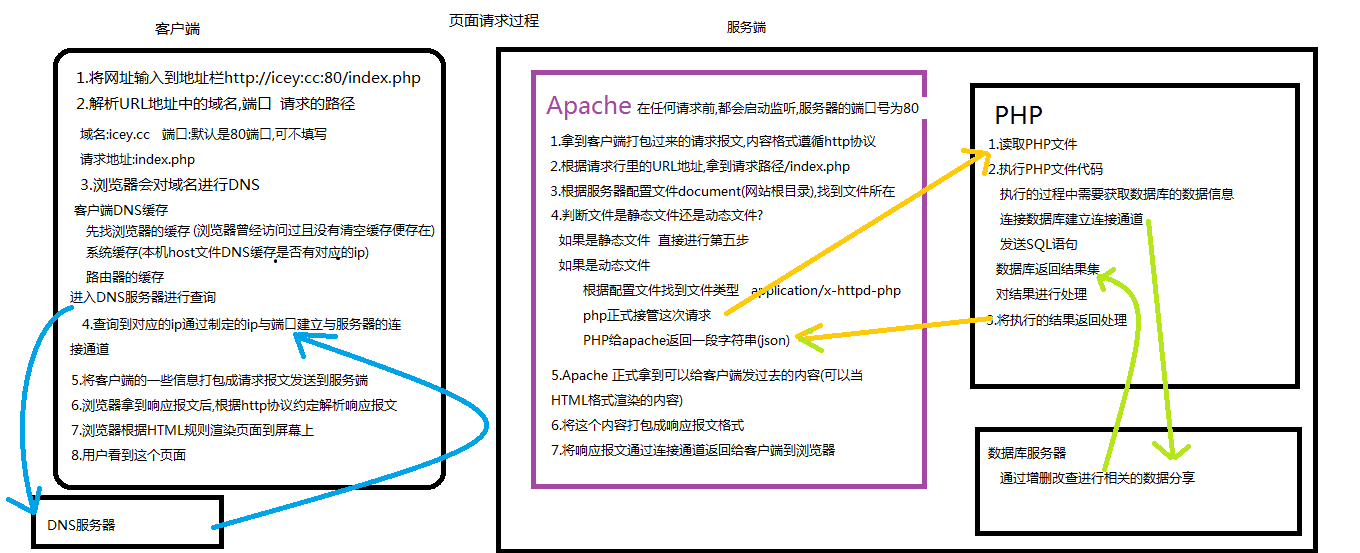 页面请求过程
客户端
1.将网址输入到地址栏http://icey:cc:80/index.php
2.解析URL地址中的域名,端口  请求的路径
域名:icey.cc   端口:默认是80端口,可不填写
请求地址:index.php
3.浏览器会对域名进行DNS
客户端DNS缓存
先找浏览器的缓存 (浏览器曾经访问过且没有清空缓存便存在)
系统缓存(本机host文件DNS缓存是否有对应的ip)
路由器的缓存
进入DNS服务器进行查询
4.查询到对应的ip通过制定的ip与端口建立与服务器的连
接通道
5.将客户端的一些信息打包成请求报文发送到服务端
6.浏览器拿到响应报文后,根据http协议约定解析响应报文
7.浏览器根据HTML规则渲染页面到屏幕上
8.用户看到这个页面
DNS服务器
服务端
Apache 在任何请求前,都会启动监听,服务器的端口号为80
1.拿到客户端打包过来的请求报文,内容格式遵循http协议
2.根据请求行里的URL地址,拿到请求路径/index.php
3.根据服务器配置文件document(网站根目录),找到文件所在
4.判断文件是静态文件还是动态文件?
如果是静态文件  直接进行第五步
如果是动态文件
根据配置文件找到文件类型   application/x-httpd-php
php正式接管这次请求
PHP给apache返回一段字符串(json)
5.Apache 正式拿到可以给客户端发过去的内容(可以当
HTML格式渲染的内容)
6.将这个内容打包成响应报文格式
7.将响应报文通过连接通道返回给客户端到浏览器
PHP
1.读取PHP文件
2.执行PHP文件代码
执行的过程中需要获取数据库的数据信息
连接数据库建立连接通道
发送SQL语句
数据库返回结果集
对结果进行处理
3.将执行的结果返回处理
数据库服务器
通过增删改查进行相关的数据分享